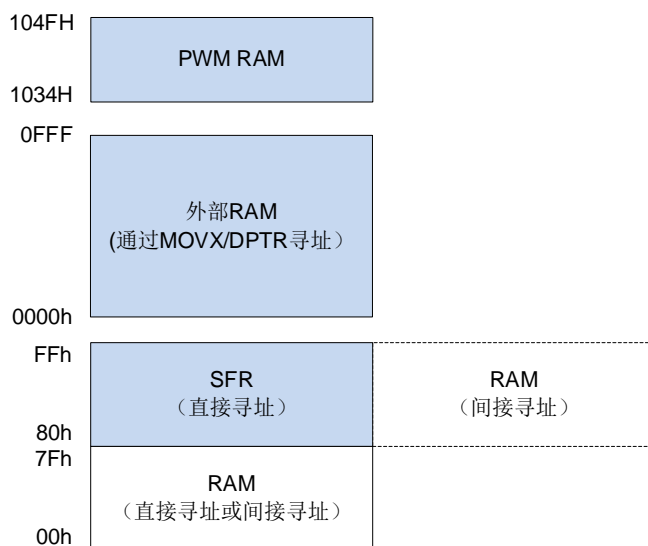 104FH
PWM RAM
1034H
0FFF
外部RAM
(通过MOVX/DPTR寻址）
0000h
FFh
SFR
（直接寻址）
RAM
（间接寻址）
80h
7Fh
RAM
（直接寻址或间接寻址）
00h